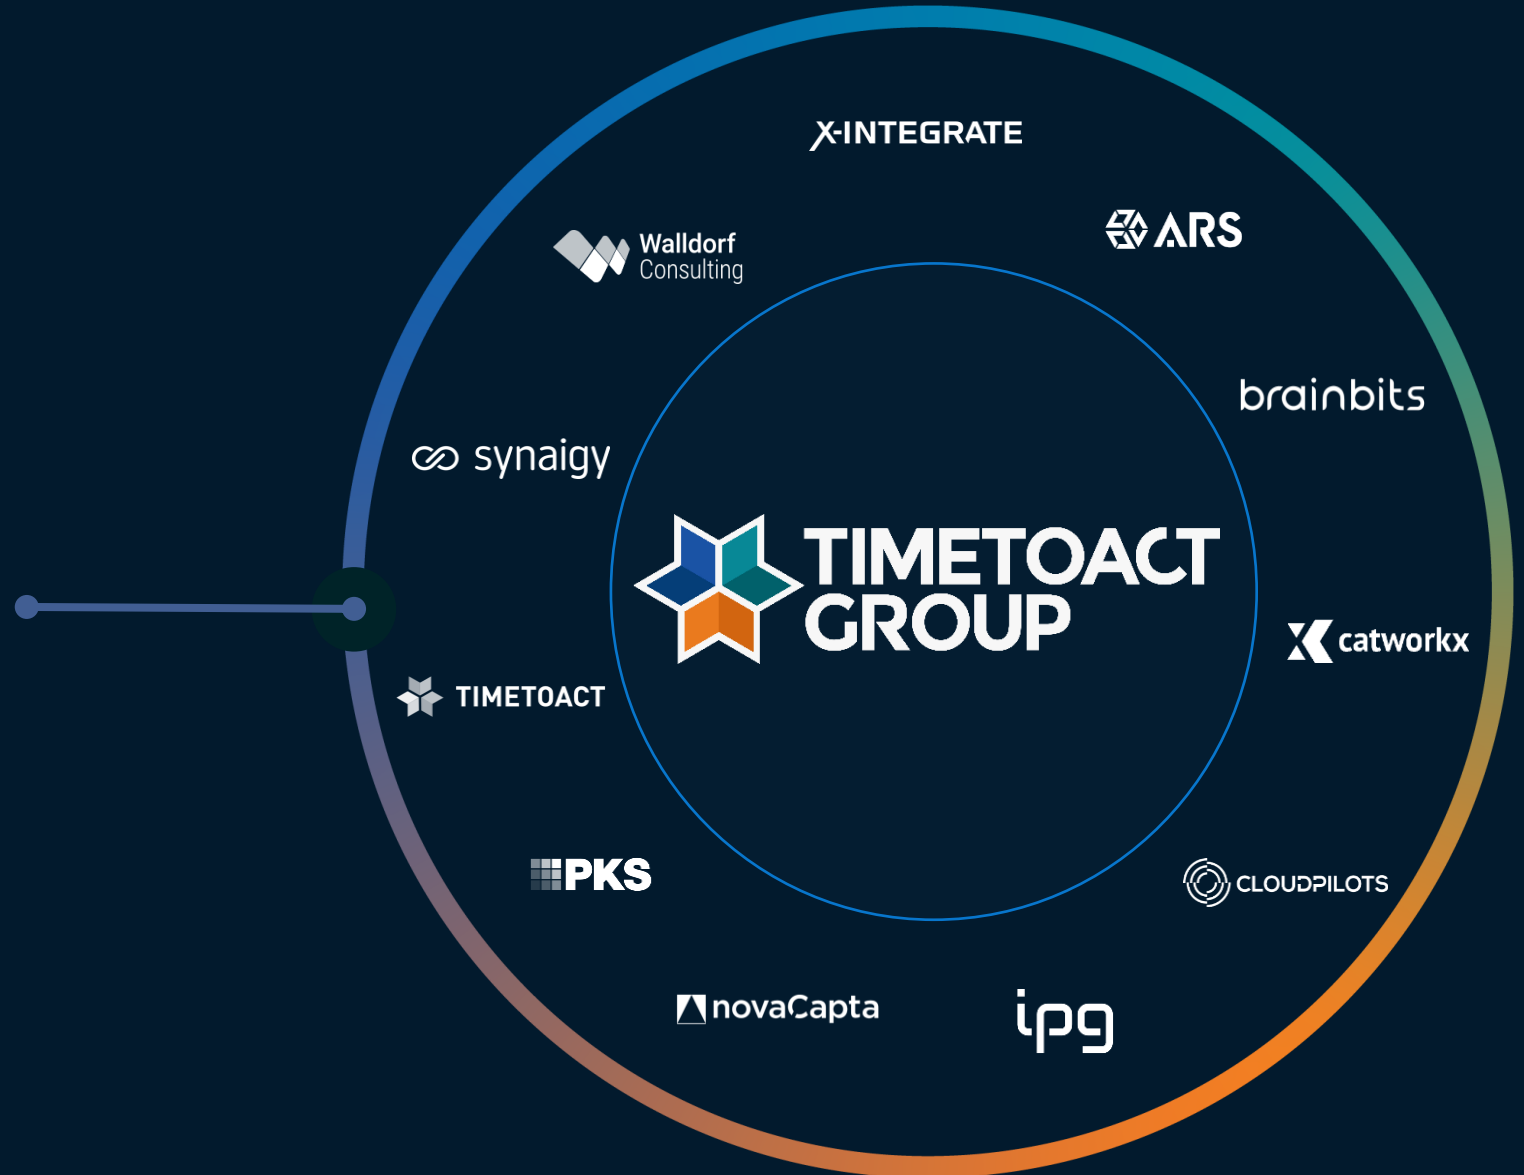 X-INTEGRATE
ARS
Walldorf
Consulting
brainbits
synaigy
TIMETOACT
GROUP
catworkx
TIMETOACT
PKS
CLOUDPILOTS
novaCapta
ipg